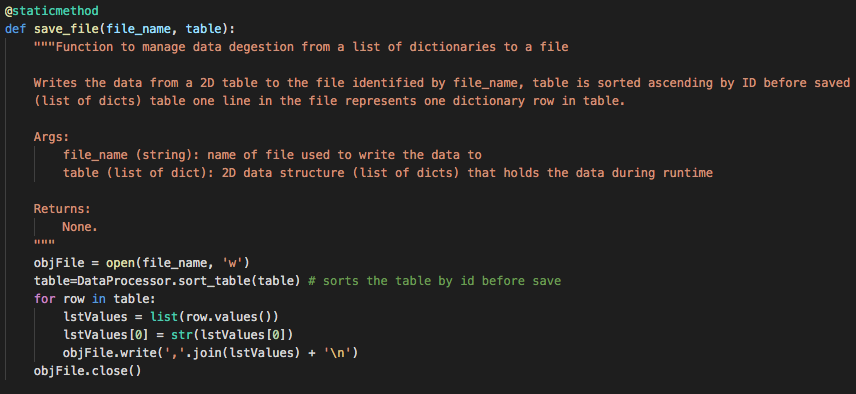 @staticmethod
def save_file(file_name, table):
"""Function to manage data degestion from a list of dictionaries to a file
Writes the data from a 2D table to the file identified by file_name, table is sorted ascending by ID before saved
(list of dicts) table one line in the file represents one dictionary row in table.
Args:
file_name (string): name of file used to write the data to
table (list of dict): 2D data structure (list of dicts) that holds the data during runtime
Returns:
None.
"""
objFile = open(file_name, 'w')
table=DataProcessor.sort_table(table) # sorts the table by id before save
for row in table:
lstValues = list(row.values())
lstValues[0] = str(lstValues[0])
objFile.write(','.join(lstValues) + '\n')
objFile.close()